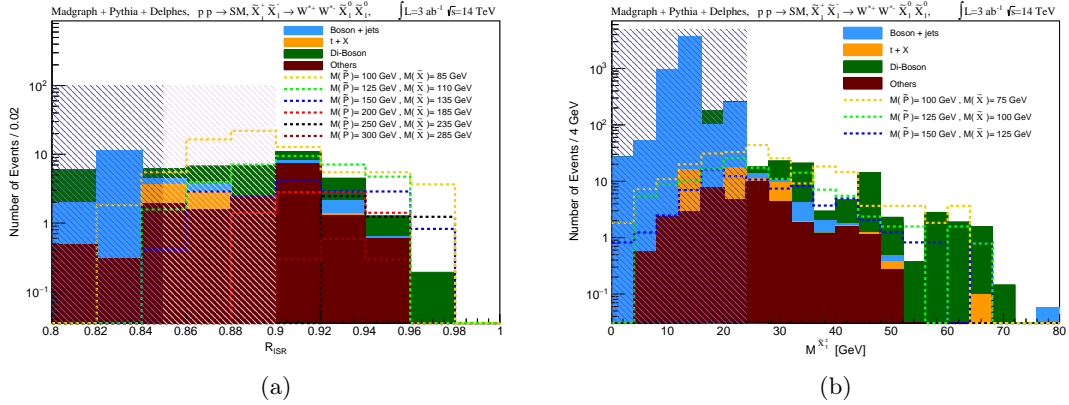 Madgraph + Pythia + Delphes, p p → SM, X̃₁⁺ X̃₁⁻ → W*⁺ W*⁻ X̃₁⁰ X̃₁⁰, ∫L=3 ab⁻¹ √s=14 TeV
Number of Events / 0.02
Boson + jets
t + X
Di-Boson
Others
M( P̃ )= 100 GeV , M( X̃ )= 85 GeV
M( P̃ )= 125 GeV , M( X̃ )= 110 GeV
M( P̃ )= 150 GeV , M( X̃ )= 135 GeV
M( P̃ )= 200 GeV , M( X̃ )= 185 GeV
M( P̃ )= 250 GeV , M( X̃ )= 235 GeV
M( P̃ )= 300 GeV , M( X̃ )= 285 GeV
10²
10
1
10⁻¹
0.8 0.82 0.84 0.86 0.88 0.9 0.92 0.94 0.96 0.98 1
R_ISR
(a)
Madgraph + Pythia + Delphes, p p → SM, X̃₁⁺ X̃₁⁻ → W*⁺ W*⁻ X̃₁⁰ X̃₁⁰, ∫L=3 ab⁻¹ √s=14 TeV
Number of Events / 4 GeV
Boson + jets
t + X
Di-Boson
Others
M( P̃ )= 100 GeV , M( X̃ )= 75 GeV
M( P̃ )= 125 GeV , M( X̃ )= 100 GeV
M( P̃ )= 150 GeV , M( X̃ )= 125 GeV
10³
10²
10
1
10⁻¹
0 10 20 30 40 50 60 70 80
M^X̃₁± [GeV]
(b)